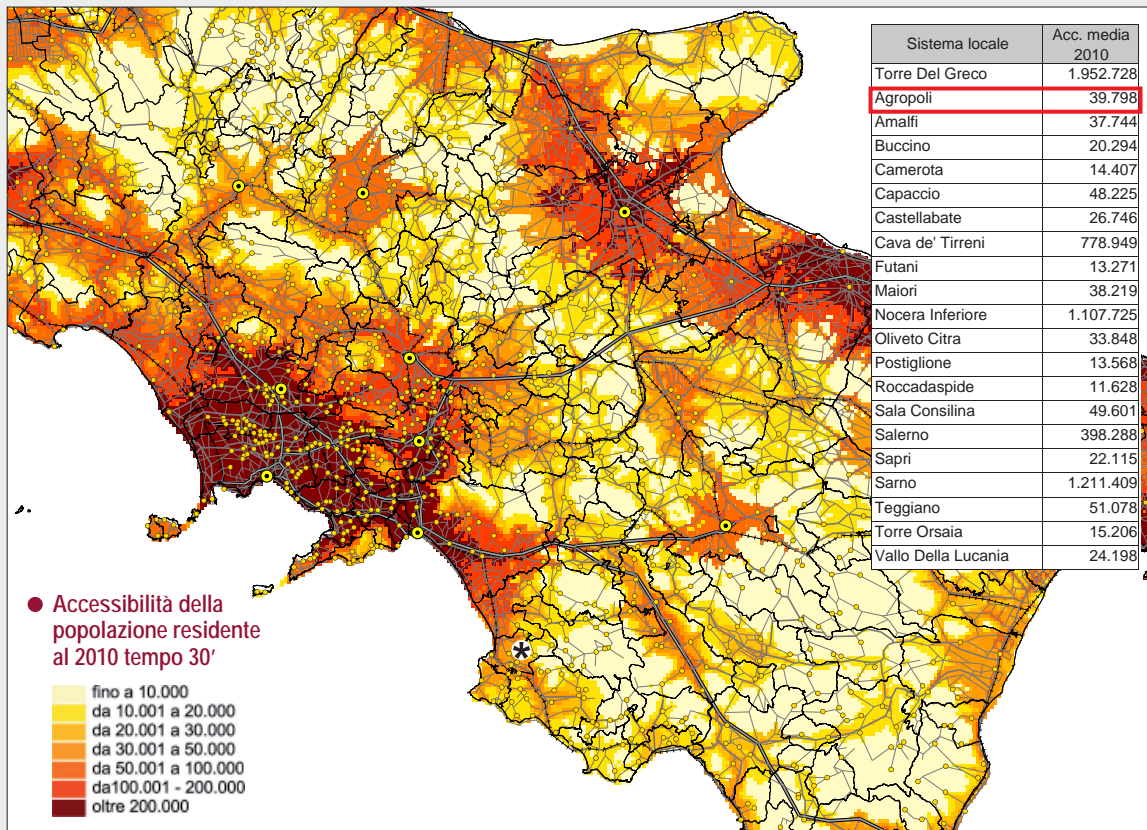 Sistema locale Acc. media 2010
Torre Del Greco 1.952.728
Agropoli 39.798
Amalfi 37.744
Buccino 20.294
Camerota 14.407
Capaccio 48.225
Castellabate 26.746
Cava de' Tirreni 778.949
Futani 13.271
Maiori 38.219
Nocera Inferiore 1.107.725
Oliveto Citra 33.848
Postiglione 13.568
Roccadaspide 11.628
Sala Consilina 49.601
Salerno 398.288
Sapri 22.115
Sarno 1.211.409
Teggiano 51.078
Torre Orsaia 15.206
Vallo Della Lucania 24.198
*
● Accessibilità della
popolazione residente
al 2010 tempo 30'
fino a 10.000
da 10.001 a 20.000
da 20.001 a 30.000
da 30.001 a 50.000
da 50.001 a 100.000
da100.001 - 200.000
oltre 200.000